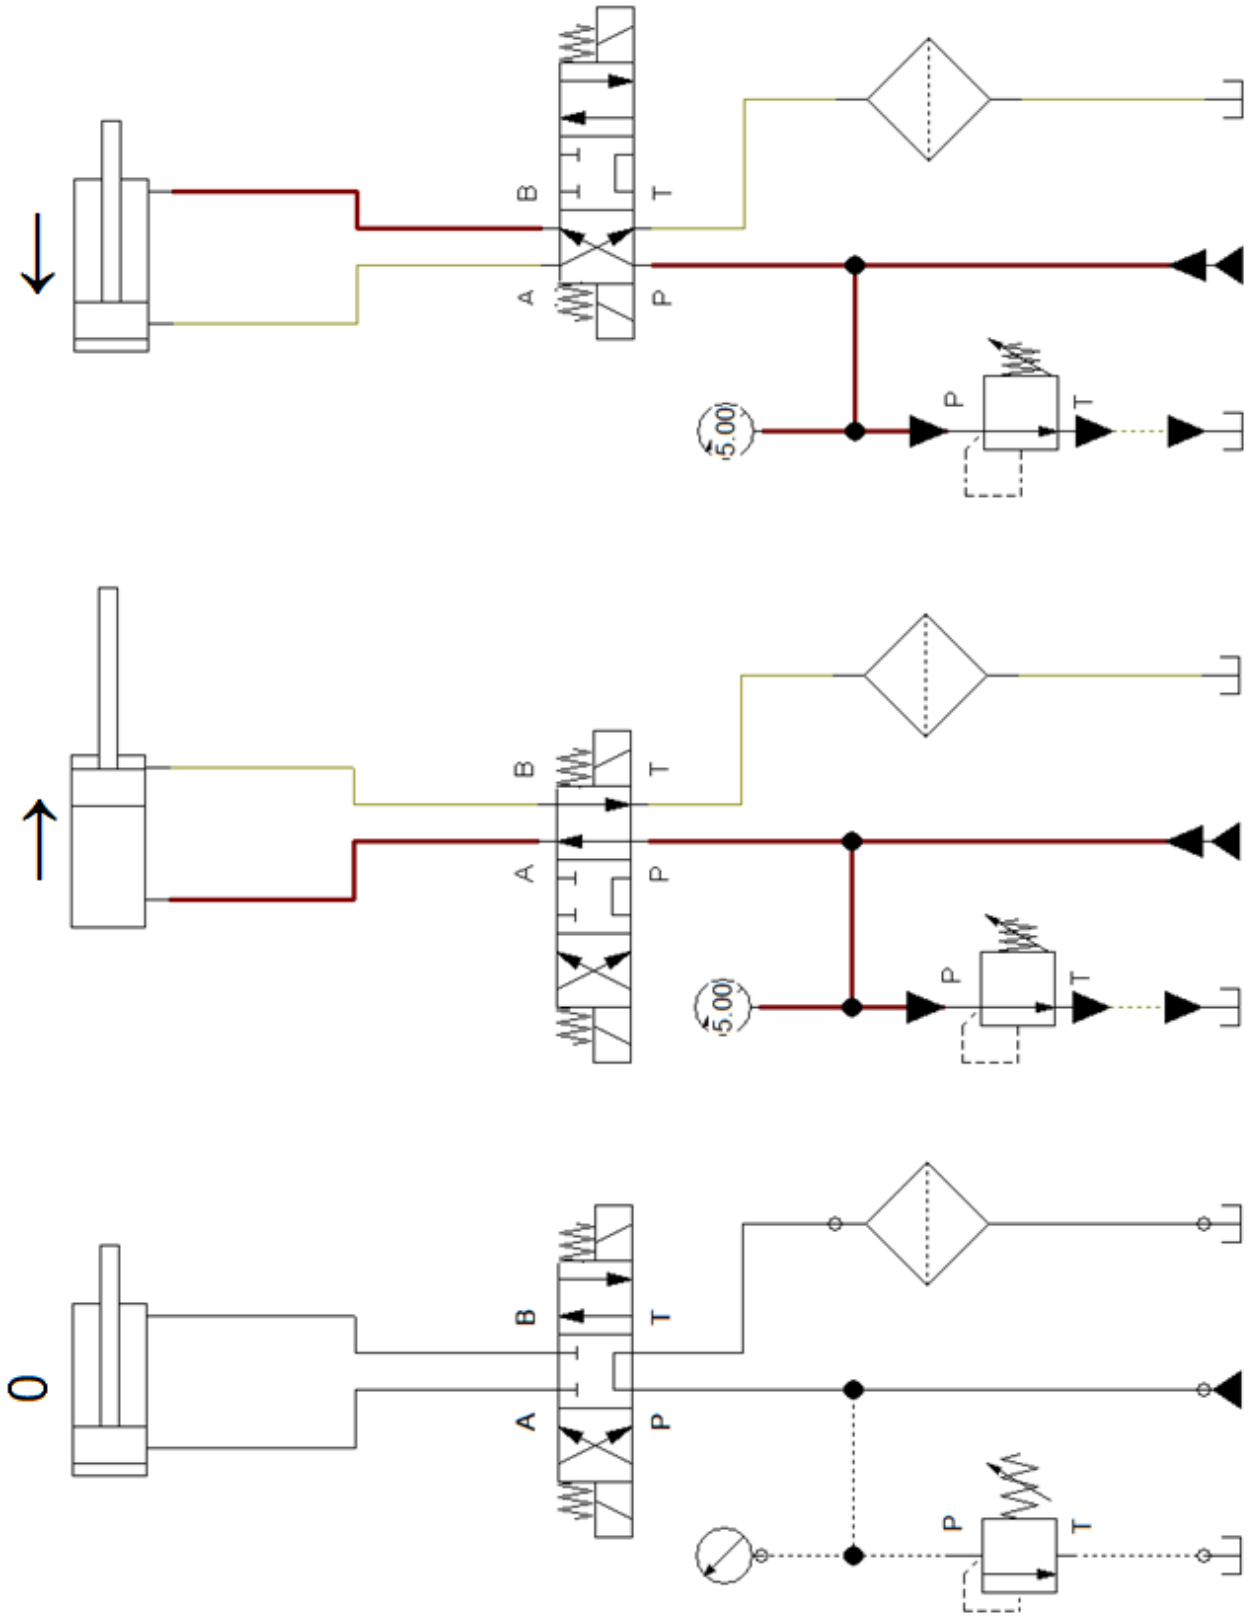 0 → ←
A B A B A B
P T P T P T
5.00 5.00
P P P
T T T